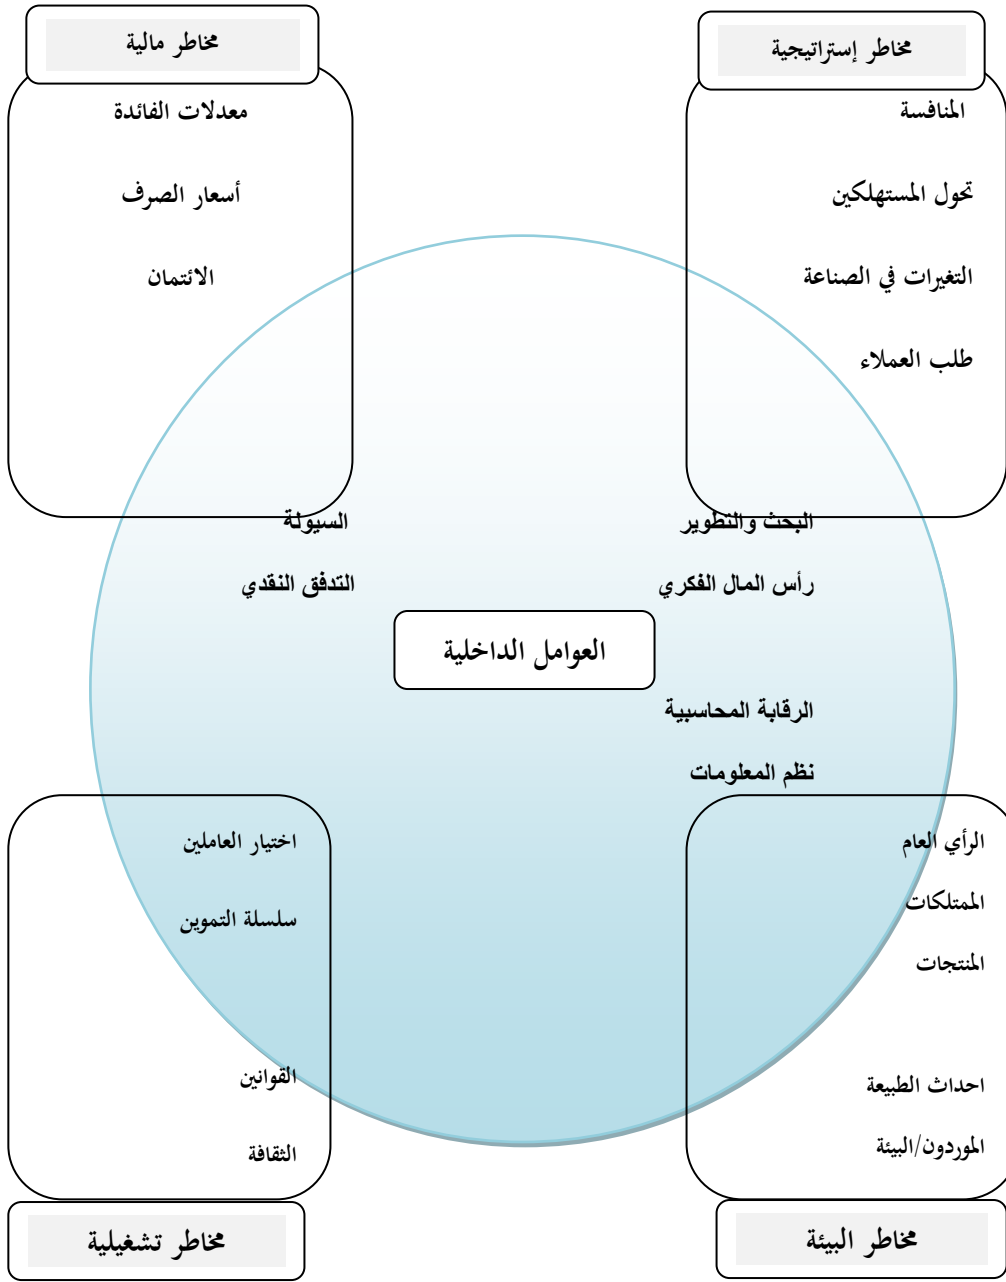 مخاطر إستراتيجية
المنافسة
تحول المستهلكين
التغيرات في الصناعة
طلب العملاء
مخاطر مالية
معدلات الفائدة
أسعار الصرف
الائتمان
البحث والتطوير
رأس المال الفكري
السيولة
التدفق النقدي
العوامل الداخلية
الرقابة المحاسبية
نظم المعلومات
الرأي العام
الممتلكات
المنتجات
احداث الطبيعة
الموردون/البيئة
مخاطر البيئة
اختيار العاملين
سلسلة التموين
القوانين
الثقافة
مخاطر تشغيلية